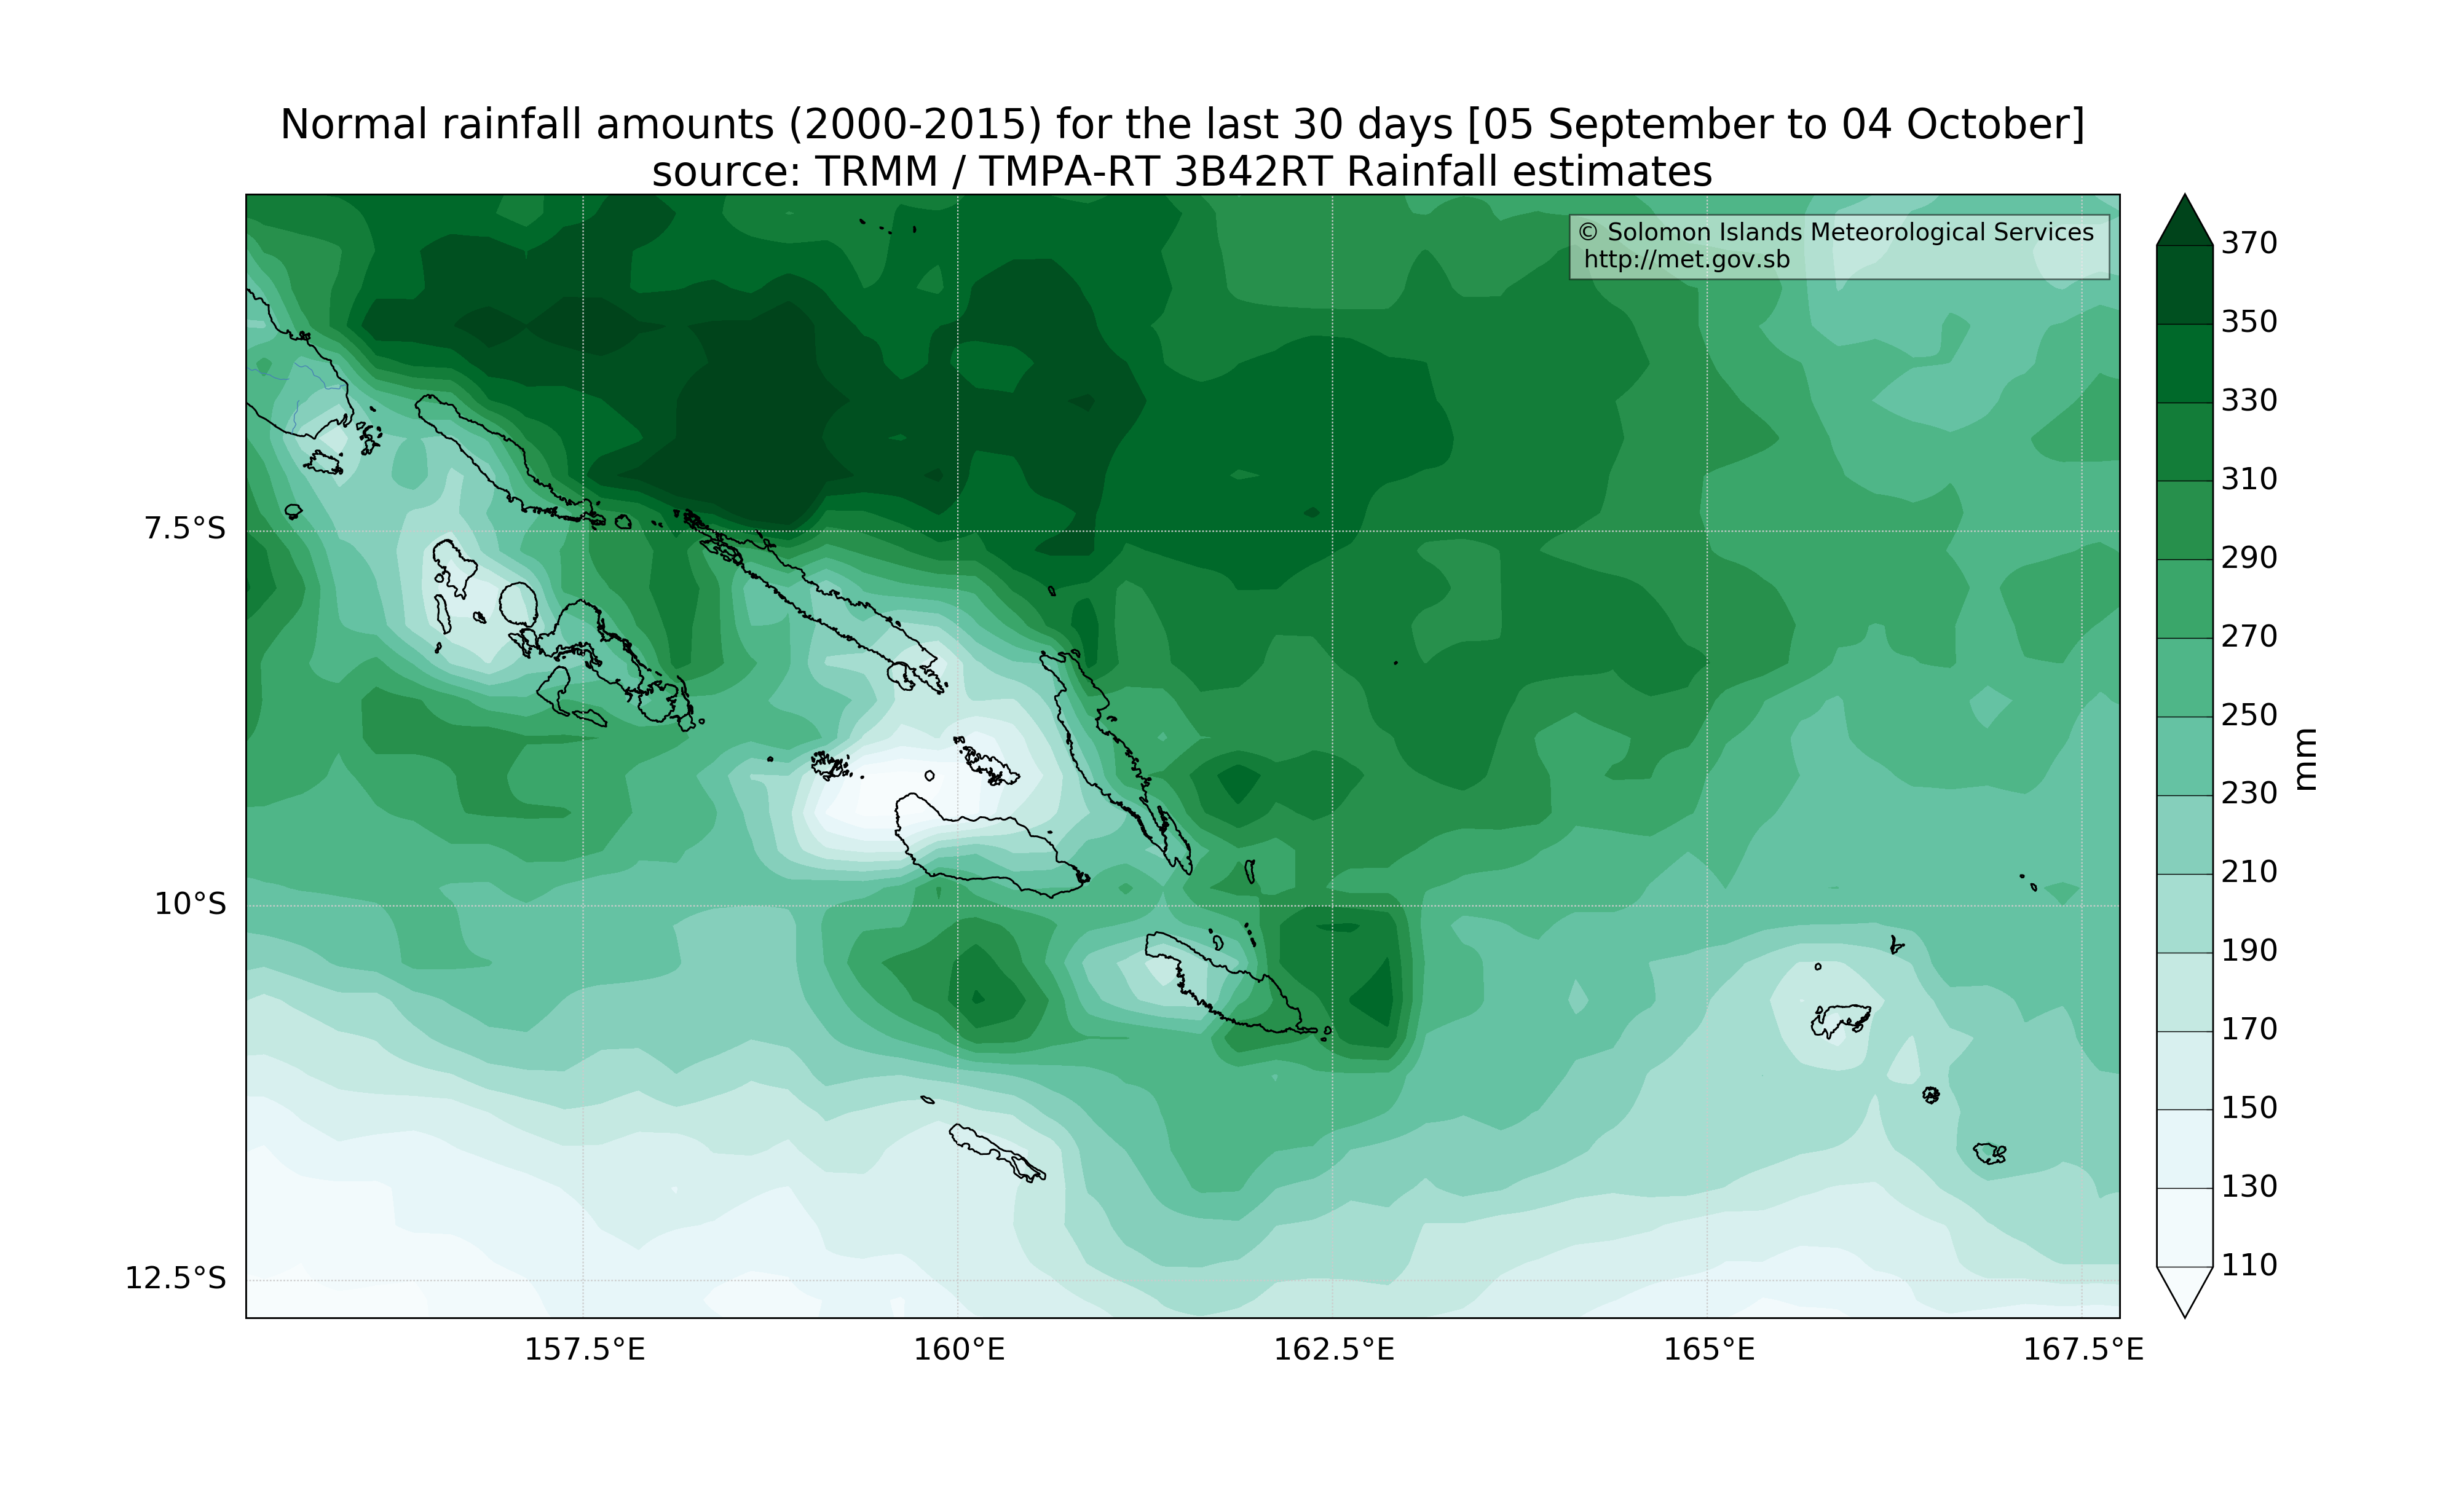 Normal rainfall amounts (2000-2015) for the last 30 days [05 September to 04 October]
source: TRMM / TMPA-RT 3B42RT Rainfall estimates
© Solomon Islands Meteorological Services
http://met.gov.sb
370
350
330
310
290
270
250
230
210
190
170
150
130
110
mm
7.5°S
10°S
12.5°S
157.5°E
160°E
162.5°E
165°E
167.5°E